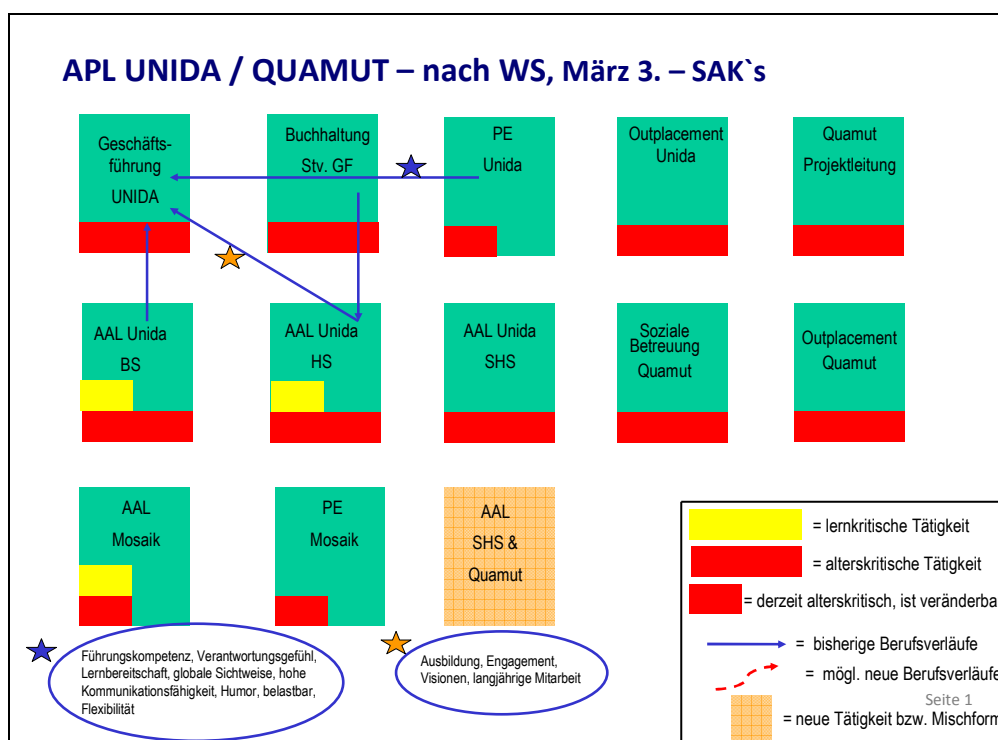 APL UNIDA / QUAMUT – nach WS, März 3. – SAK`s
Geschäfts-
führung
UNIDA
Buchhaltung
Stv. GF
PE
Unida
Outplacement
Unida
Quamut
Projektleitung
AAL Unida
BS
AAL Unida
HS
AAL Unida
SHS
Soziale
Betreuung
Quamut
Outplacement
Quamut
AAL
Mosaik
PE
Mosaik
AAL
SHS &
Quamut
Führungskompetenz, Verantwortungsgefühl,
Lernbereitschaft, globale Sichtweise, hohe
Kommunikationsfähigkeit, Humor, belastbar,
Flexibilität
Ausbildung, Engagement,
Visionen, langjährige Mitarbeit
= lernkritische Tätigkeit
= alterskritische Tätigkeit
= derzeit alterskritisch, ist veränderba
= bisherige Berufsverläufe
= mögl. neue Berufsverläufe
Seite 1
= neue Tätigkeit bzw. Mischform